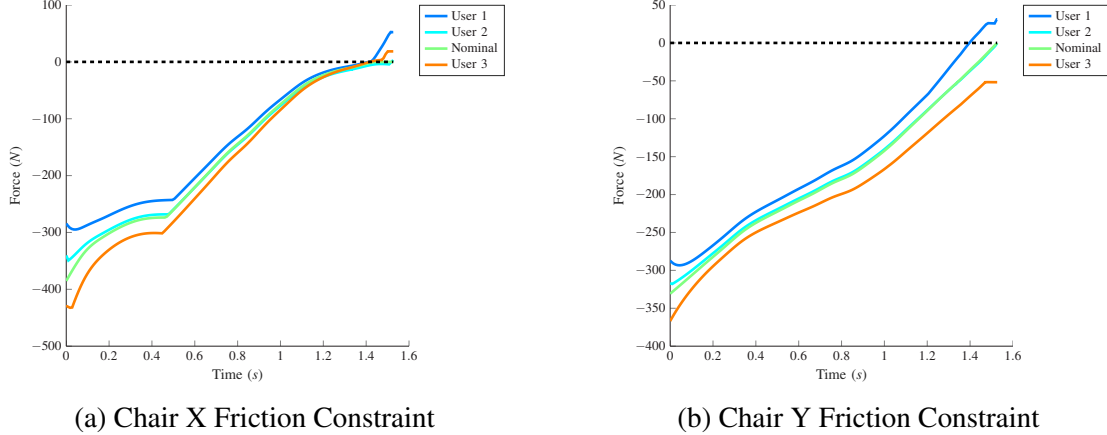 100
0
−100
−200
−300
−400
−500
Force (N)
0 0.2 0.4 0.6 0.8 1 1.2 1.4 1.6
Time (s)
User 1
User 2
Nominal
User 3
(a) Chair X Friction Constraint
50
0
−50
−100
−150
−200
−250
−300
−350
−400
Force (N)
0 0.2 0.4 0.6 0.8 1 1.2 1.4 1.6
Time (s)
User 1
User 2
Nominal
User 3
(b) Chair Y Friction Constraint